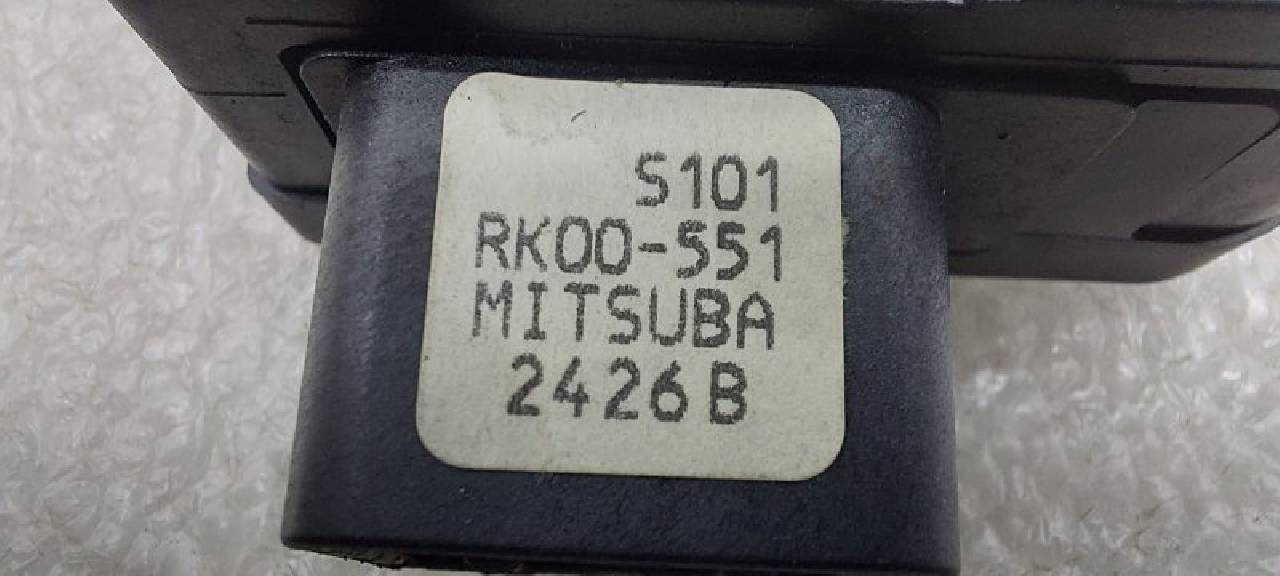 S101
RK00-551
MITSUBA
2426B